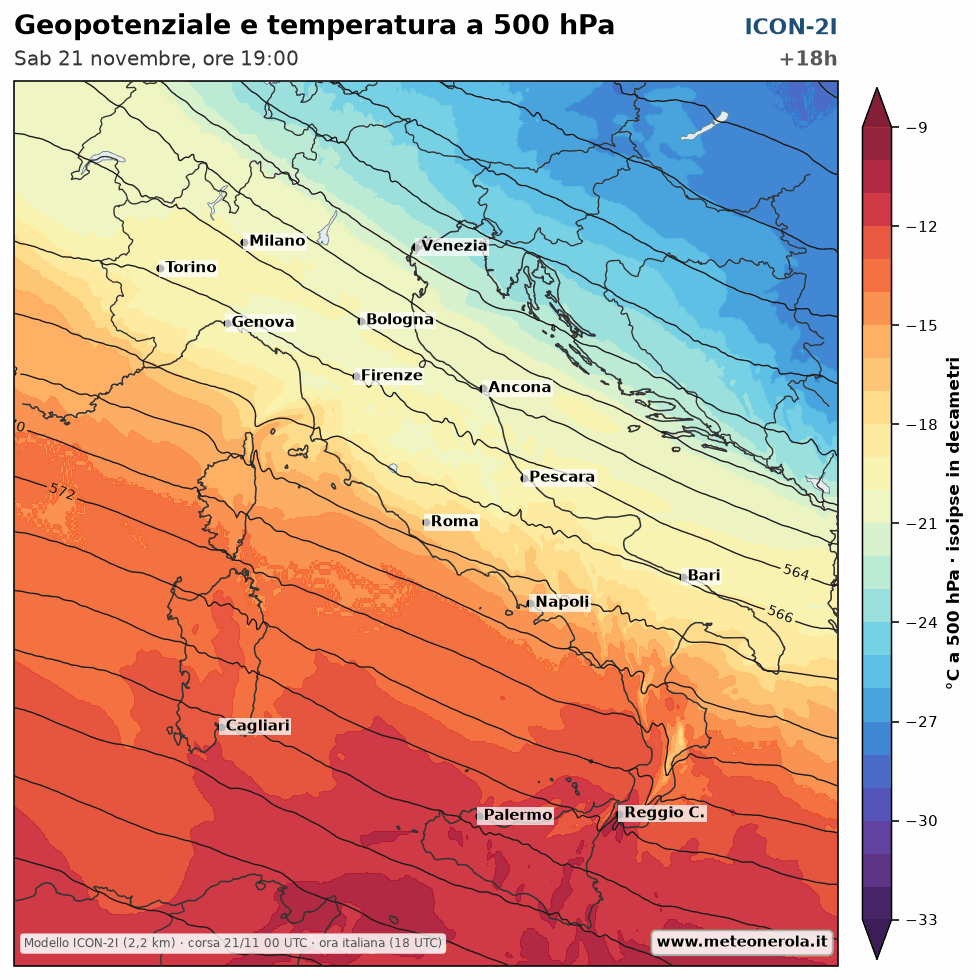 Geopotenziale e temperatura a 500 hPa
ICON-2I
Sab 21 novembre, ore 19:00
+18h
−9
−12
−15
−18
−21
−24
−27
−30
−33
°C a 500 hPa · isoipse in decametri
Milano
Venezia
Torino
Genova
Bologna
Firenze
Ancona
572
Pescara
Roma
564
Bari
Napoli
566
Cagliari
Palermo
Reggio C.
Modello ICON-2I (2,2 km) · corsa 21/11 00 UTC · ora italiana (18 UTC)
www.meteonerola.it